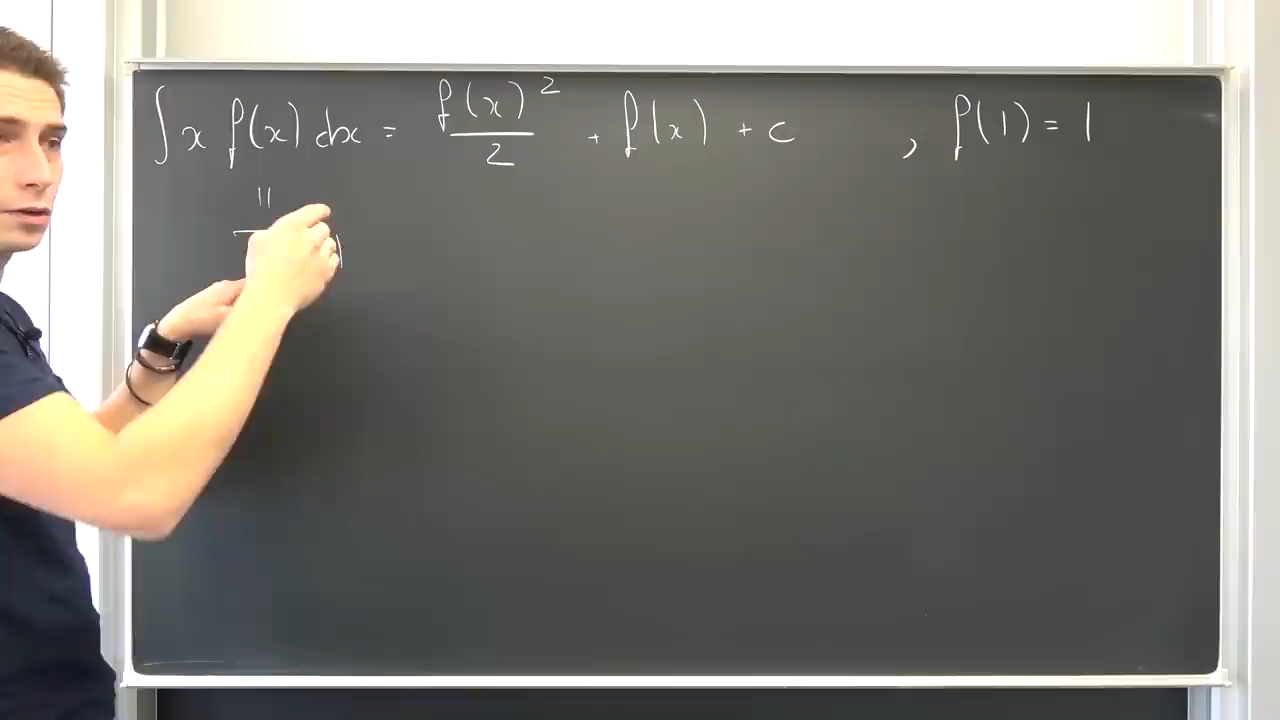 ∫ x f(x) dx = f(x)² / 2 + f(x) + c , f(1) = 1